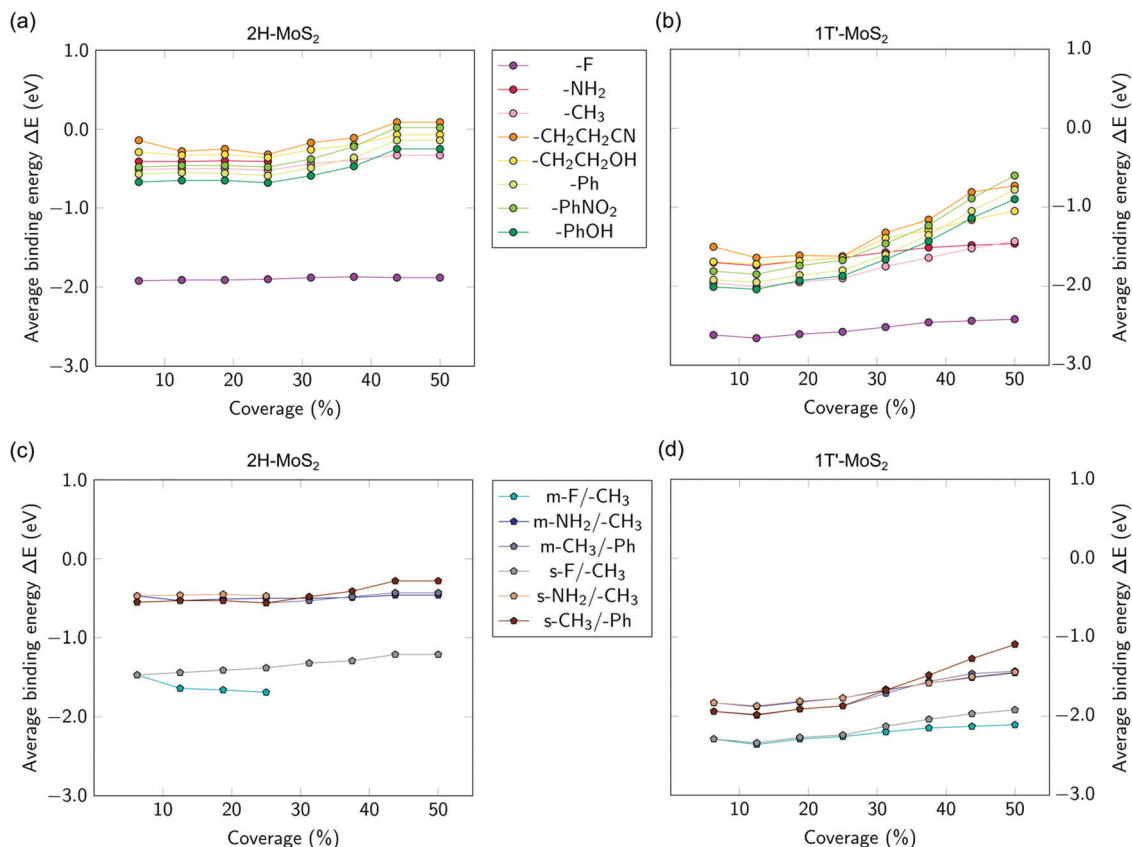 (a)
2H-MoS₂
1.0
0.0
−1.0
−2.0
−3.0
10 20 30 40 50
Average binding energy ΔE (eV)
Coverage (%)
-F
-NH₂
-CH₃
-CH₂CH₂CN
-CH₂CH₂OH
-Ph
-PhNO₂
-PhOH
(b)
1T'-MoS₂
1.0
0.0
−1.0
−2.0
−3.0
10 20 30 40 50
Average binding energy ΔE (eV)
Coverage (%)
(c)
2H-MoS₂
1.0
0.0
−1.0
−2.0
−3.0
10 20 30 40 50
Average binding energy ΔE (eV)
Coverage (%)
m-F/-CH₃
m-NH₂/-CH₃
m-CH₃/-Ph
s-F/-CH₃
s-NH₂/-CH₃
s-CH₃/-Ph
(d)
1T'-MoS₂
1.0
0.0
−1.0
−2.0
−3.0
10 20 30 40 50
Average binding energy ΔE (eV)
Coverage (%)